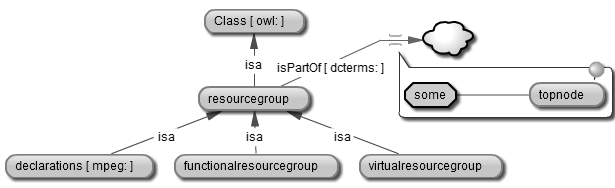 Class [ owl: ]
isa
isPartOf [ dcterms: ]
resourcegroup
some
topnode
isa
isa
isa
declarations [ mpeg: ]
functionalresourcegroup
virtualresourcegroup